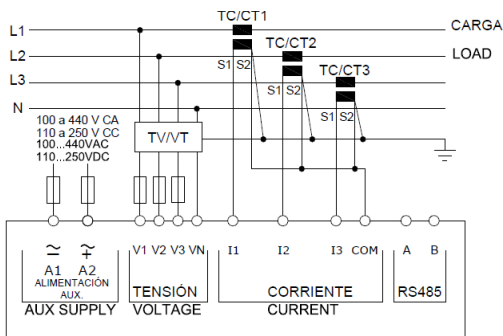 TC/CT1
L1
CARGA
TC/CT2
L2
LOAD
S1 S2
TC/CT3
L3
S1 S2
N
S1 S2
100 a 440 V CA
110 a 250 V CC
100...440VAC
110...250VDC
TV/VT
A1 A2
V1 V2 V3 VN
I1 I2 I3 COM
A B
ALIMENTACIÓN
AUX.
AUX SUPPLY
TENSIÓN
VOLTAGE
CORRIENTE
CURRENT
RS485